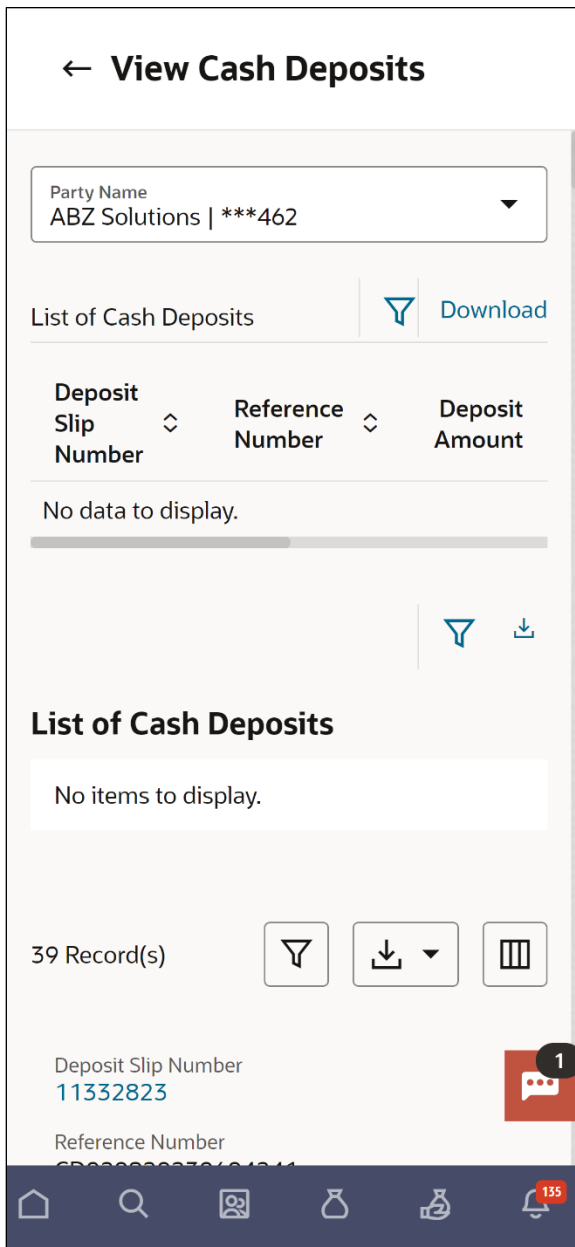 View Cash Deposits
Party Name
ABZ Solutions | ***462
List of Cash Deposits
Download
Deposit
Slip
Number
Reference
Number
Deposit
Amount
No data to display.
List of Cash Deposits
No items to display.
39 Record(s)
Deposit Slip Number
11332823
1
Reference Number
135